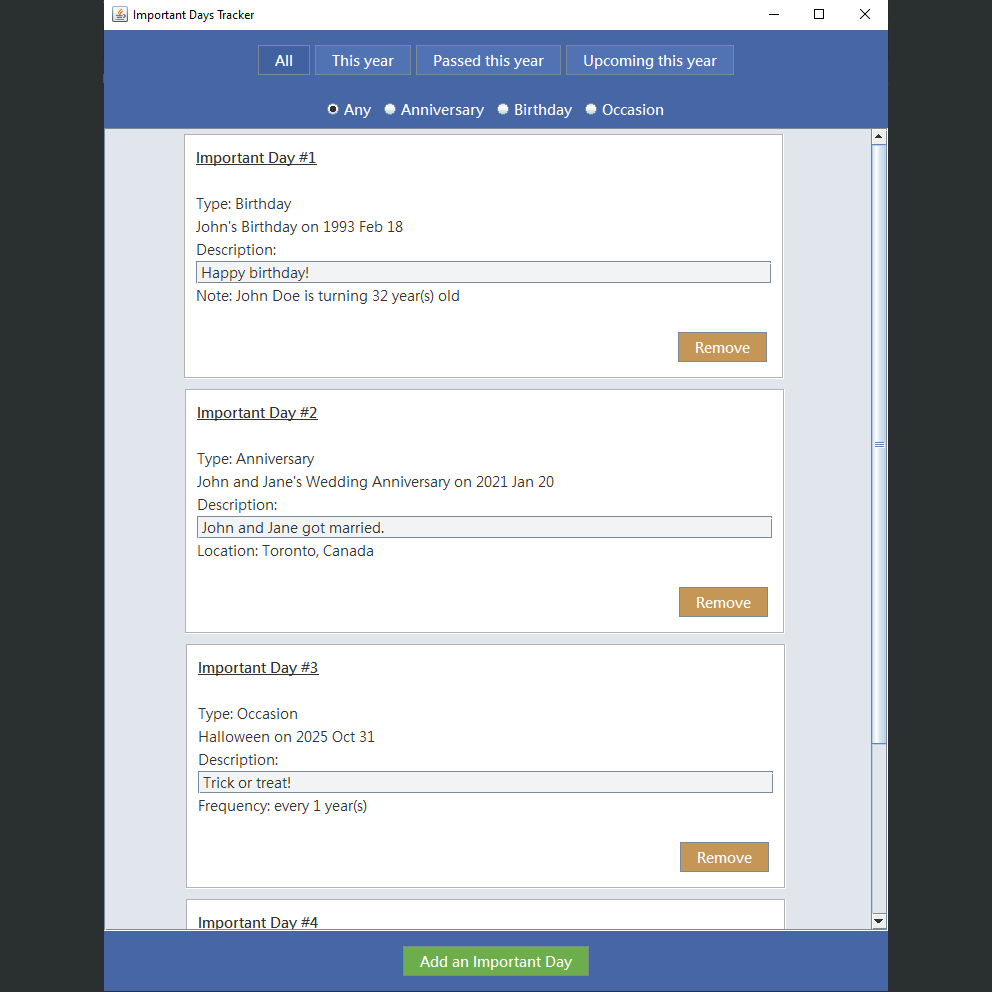 Important Days Tracker
All This year Passed this year Upcoming this year
Any Anniversary Birthday Occasion
Important Day #1
Type: Birthday
John's Birthday on 1993 Feb 18
Description:
Happy birthday!
Note: John Doe is turning 32 year(s) old
Remove
Important Day #2
Type: Anniversary
John and Jane's Wedding Anniversary on 2021 Jan 20
Description:
John and Jane got married.
Location: Toronto, Canada
Remove
Important Day #3
Type: Occasion
Halloween on 2025 Oct 31
Description:
Trick or treat!
Frequency: every 1 year(s)
Remove
Important Day #4
Add an Important Day